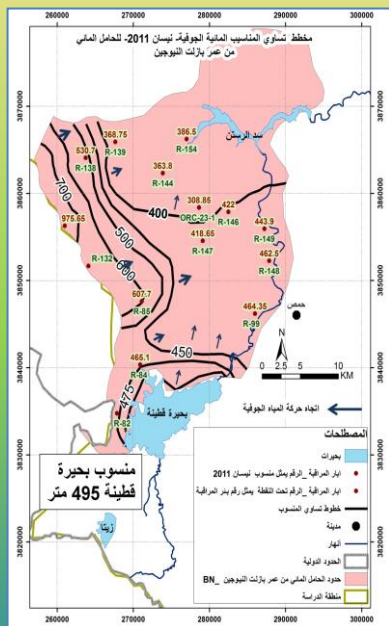 260000 270000 280000 290000 300000
مخطط تساوي المناسيب المائية الجوفية- نيسان 2011- للحامل المائي
من عمر بازلت النيوجين
3870000
3860000
3850000
3840000
3830000
3820000
سد الرستن
368.75
R-139
386.5
R-154
530.7
R-138
363.8
R-144
700
308.85
ORC-23-1
422
R-146
400
975.65
500
418.65
R-147
443.9
R-149
600
R-132
462.5
R-148
607.7
R-85
464.35
R-99
حمص
N
450
465.1
R-84
0 5 10
KM
475
بحيرة قطينة
اتجاه حركة المياه الجوفية
R-82
منسوب بحيرة
قطينة 495 متر
زيتا
المصطلحات
بحيرات
ابار المراقبة _الرقم يمثل منسوب نيسان 2011
ابار المراقبة _الرقم تحت النقطة يمثل رقم بئر المراقبة
خطوط تساوي المنسوب
مدينة
أنهار
الحدود الدولية
حدود الحامل المائي من عمر بازلت النيوجين _BN
منطقة الدراسة
260000 270000 280000 290000 300000